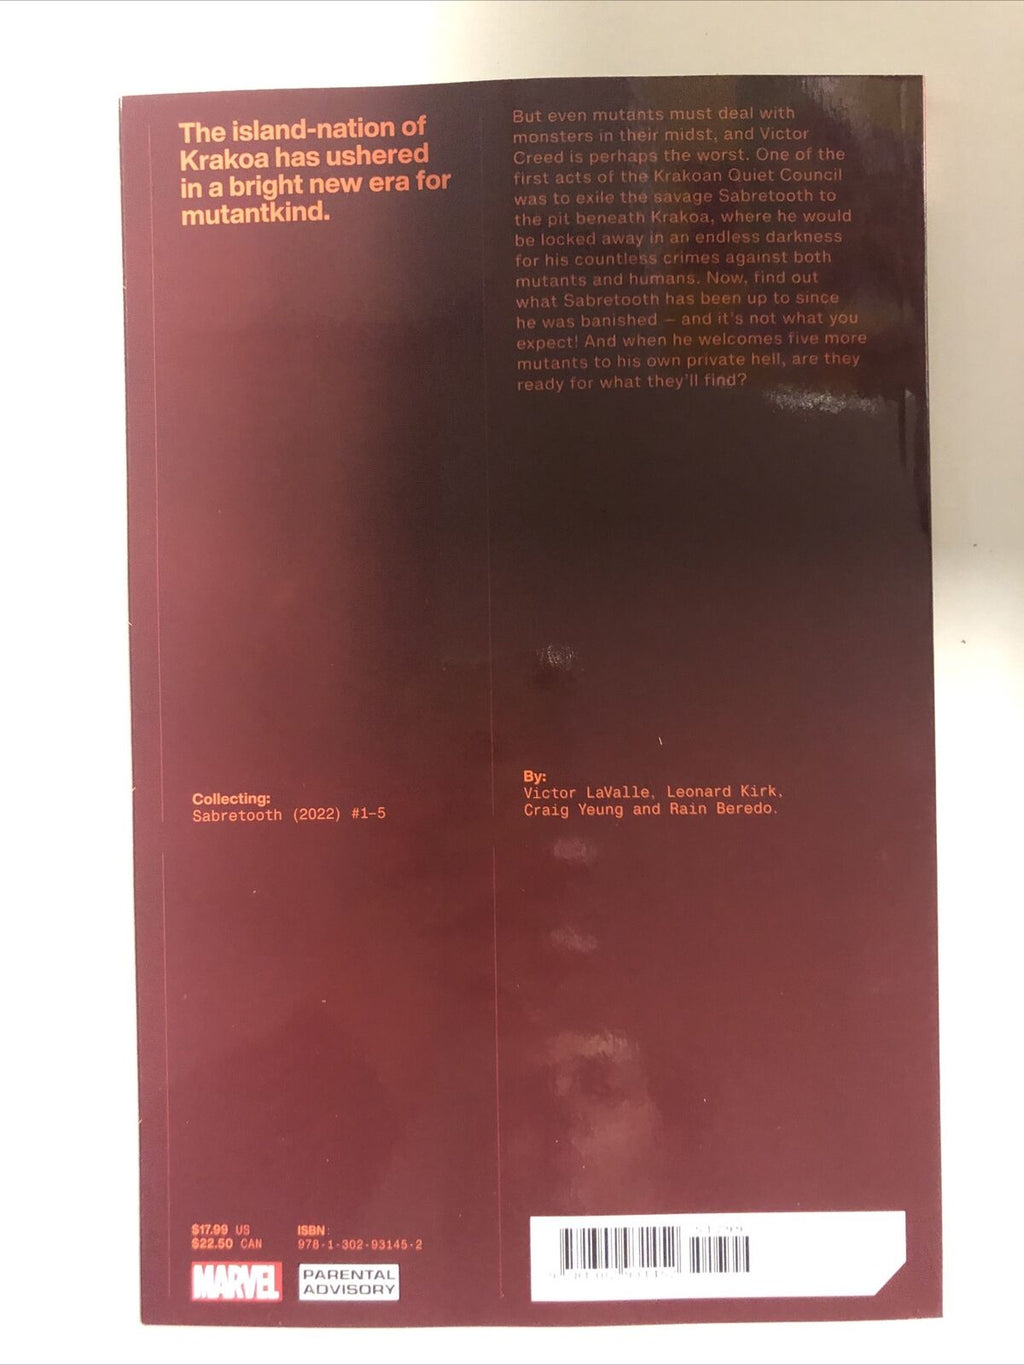 The island-nation of
Krakoa has ushered
in a bright new era for
mutantkind.
But even mutants must deal with
monsters in their midst, and Victor
Creed is perhaps the worst. One of the
first acts of the Krakoan Quiet Council
was to exile the savage Sabretooth to
the pit beneath Krakoa, where he would
be locked away in an endless darkness
for his countless crimes against both
mutants and humans. Now, find out
what Sabretooth has been up to since
he was banished – and it's not what you
expect! And when he welcomes five more
mutants to his own private hell, are they
ready for what they'll find?
Collecting:
Sabretooth (2022) #1–5
By:
Victor LaValle, Leonard Kirk,
Craig Yeung and Rain Beredo.
$17.99 US
$22.50 CAN
ISBN:
978-1-302-93145-2
MARVEL
PARENTAL
ADVISORY